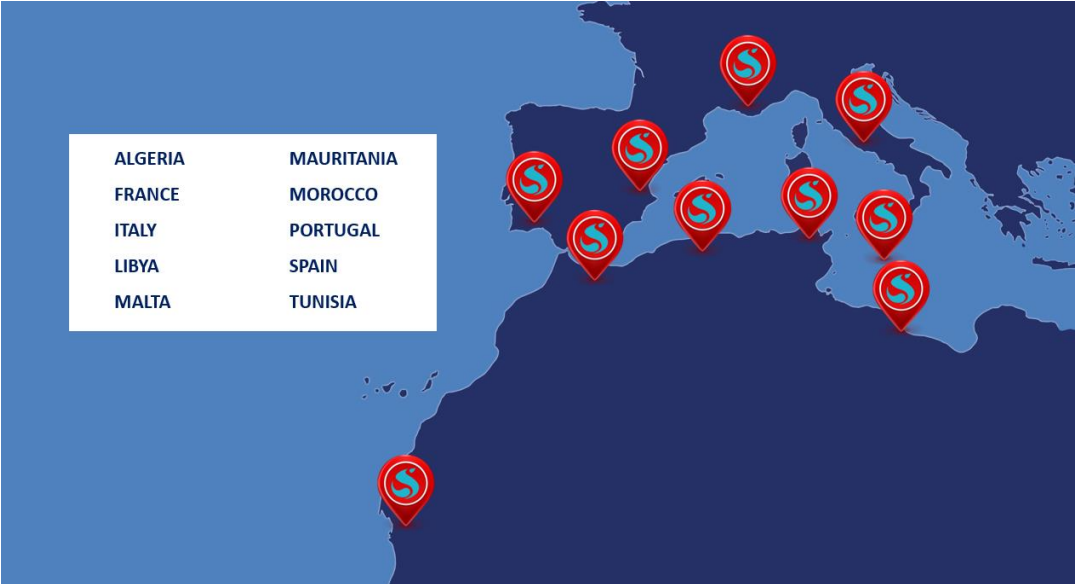 ALGERIA
FRANCE
ITALY
LIBYA
MALTA
MAURITANIA
MOROCCO
PORTUGAL
SPAIN
TUNISIA